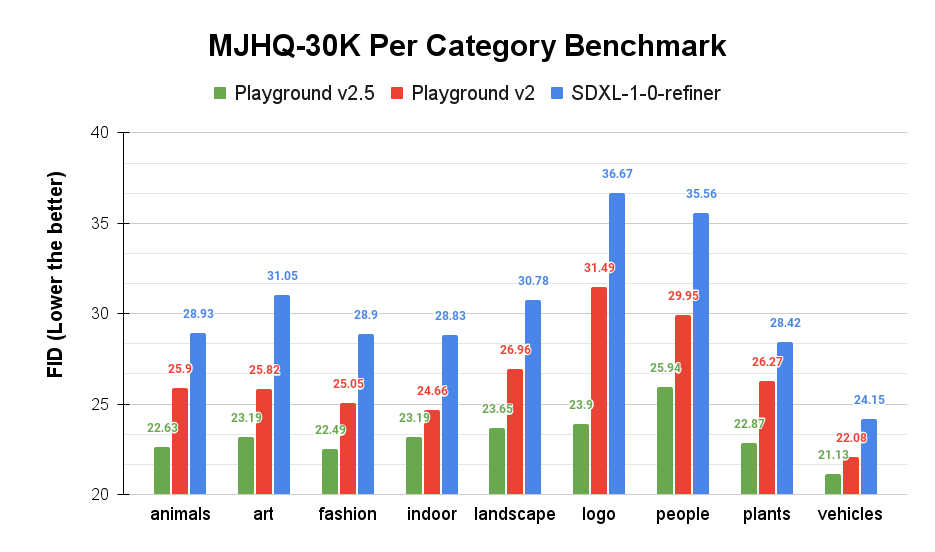 MJHQ-30K Per Category Benchmark
Playground v2.5 Playground v2 SDXL-1-0-refiner
FID (Lower the better)
40
35
30
25
20
22.63 25.9 28.93
23.19 25.82 31.05
22.49 25.05 28.9
23.19 24.66 28.83
23.65 26.96 30.78
23.9 31.49 36.67
25.94 29.95 35.56
22.87 26.27 28.42
21.13 22.08 24.15
animals art fashion indoor landscape logo people plants vehicles